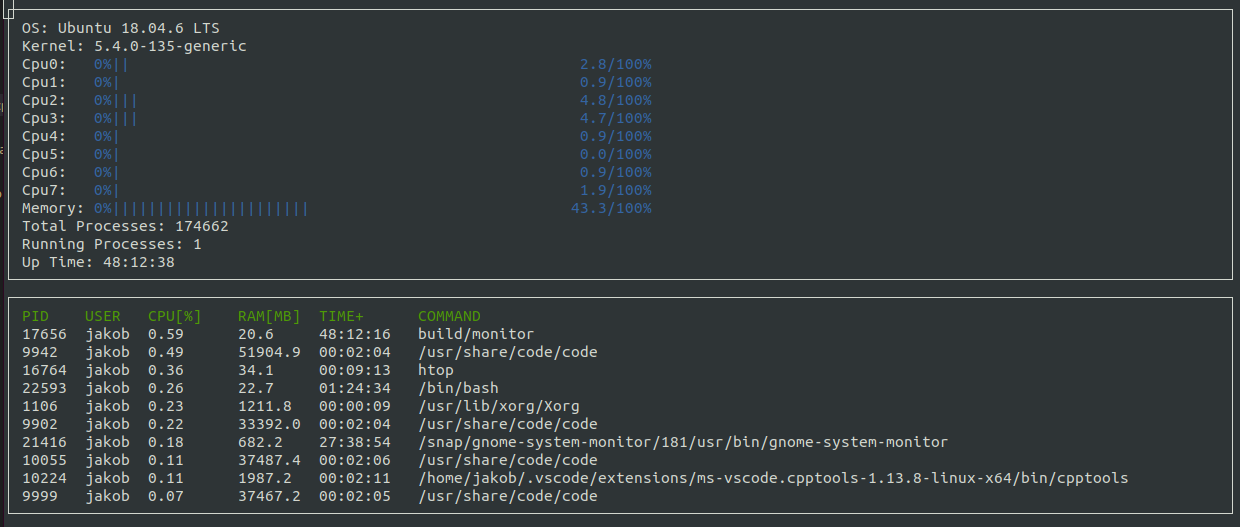 OS: Ubuntu 18.04.6 LTS
Kernel: 5.4.0-135-generic
Cpu0: 0%|| 2.8/100%
Cpu1: 0%| 0.9/100%
Cpu2: 0%||| 4.8/100%
Cpu3: 0%||| 4.7/100%
Cpu4: 0%| 0.9/100%
Cpu5: 0%| 0.0/100%
Cpu6: 0%| 0.9/100%
Cpu7: 0%| 1.9/100%
Memory: 0%|||||||||||||||||||||| 43.3/100%
Total Processes: 174662
Running Processes: 1
Up Time: 48:12:38
PID USER CPU[%] RAM[MB] TIME+ COMMAND
17656 jakob 0.59 20.6 48:12:16 build/monitor
9942 jakob 0.49 51904.9 00:02:04 /usr/share/code/code
16764 jakob 0.36 34.1 00:09:13 htop
22593 jakob 0.26 22.7 01:24:34 /bin/bash
1106 jakob 0.23 1211.8 00:00:09 /usr/lib/xorg/Xorg
9902 jakob 0.22 33392.0 00:02:04 /usr/share/code/code
21416 jakob 0.18 682.2 27:38:54 /snap/gnome-system-monitor/181/usr/bin/gnome-system-monitor
10055 jakob 0.11 37487.4 00:02:06 /usr/share/code/code
10224 jakob 0.11 1987.2 00:02:11 /home/jakob/.vscode/extensions/ms-vscode.cpptools-1.13.8-linux-x64/bin/cpptools
9999 jakob 0.07 37467.2 00:02:05 /usr/share/code/code